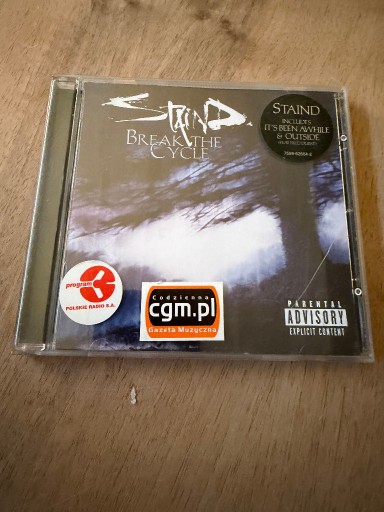 STAIND
BREAK THE
CYCLE
STAIND
INCLUDES
IT'S BEEN AWHILE
& OUTSIDE
program 3
POLSKIE RADIO S.A.
Codzienna
cgm.pl
Gazeta Muzyczna
PARENTAL
ADVISORY
EXPLICIT CONTENT